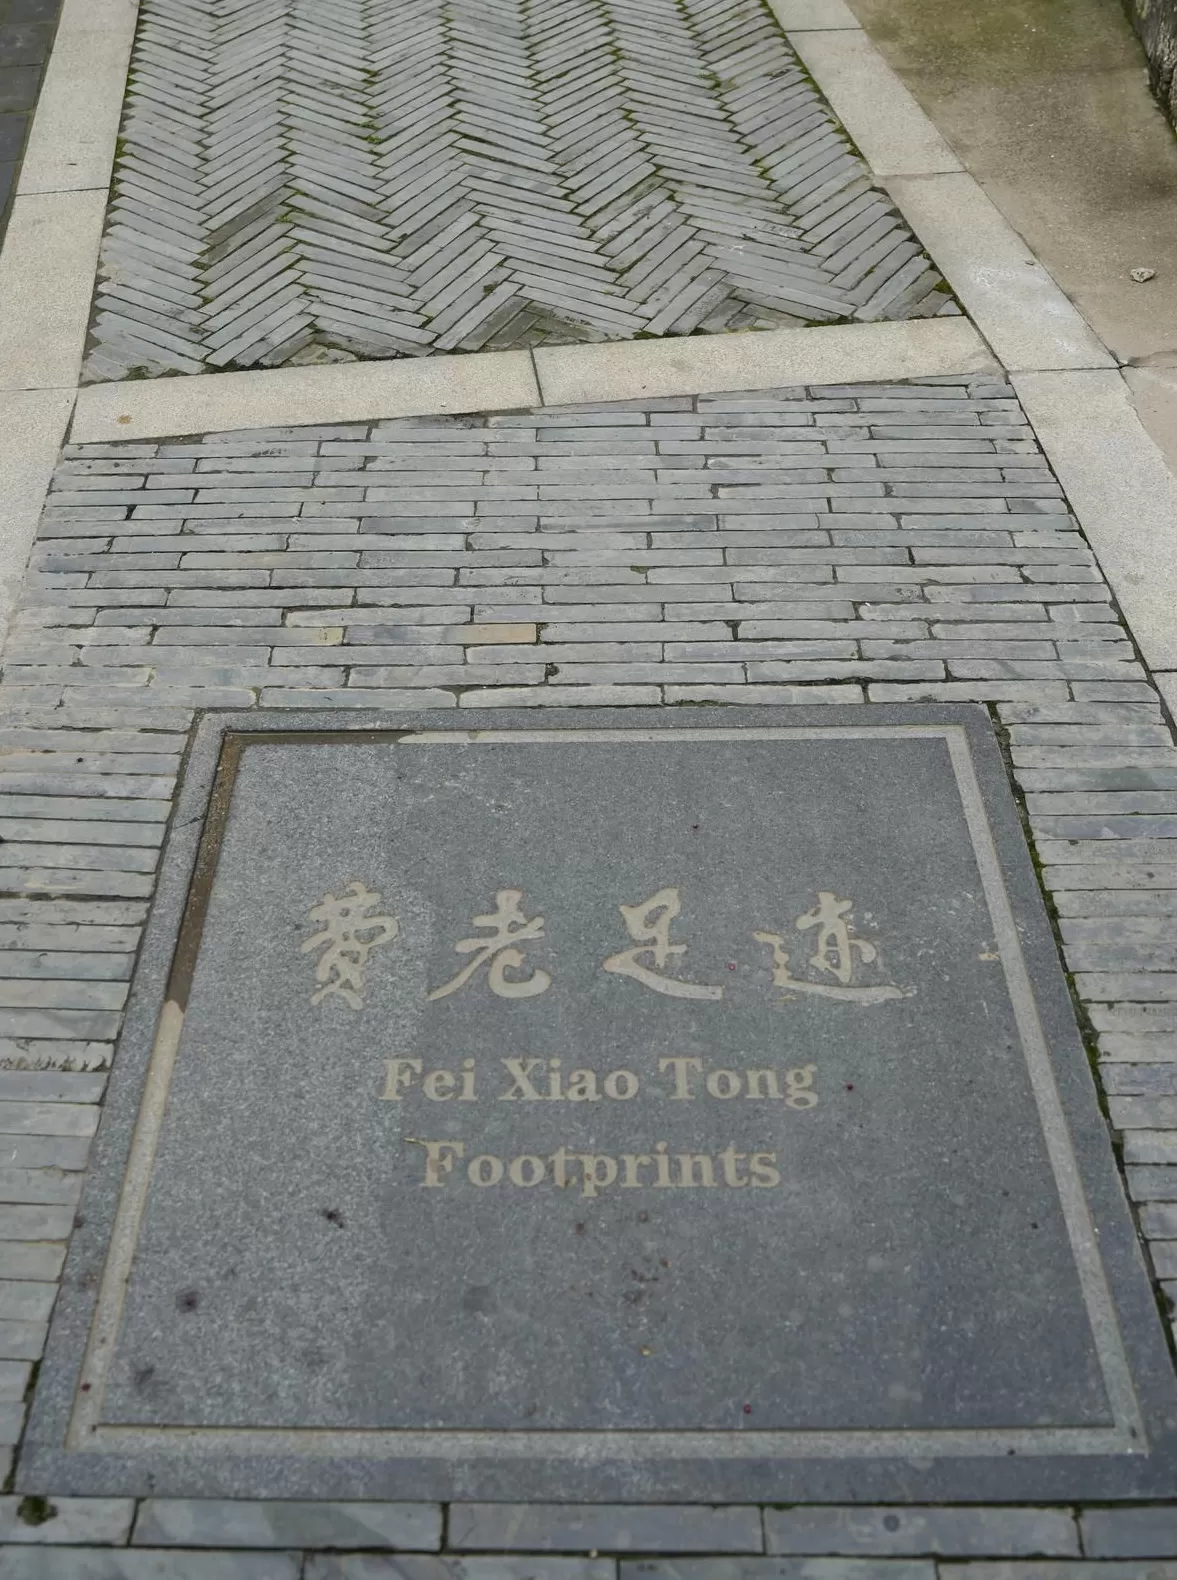 费老足迹
Fei Xiao Tong
Footprints